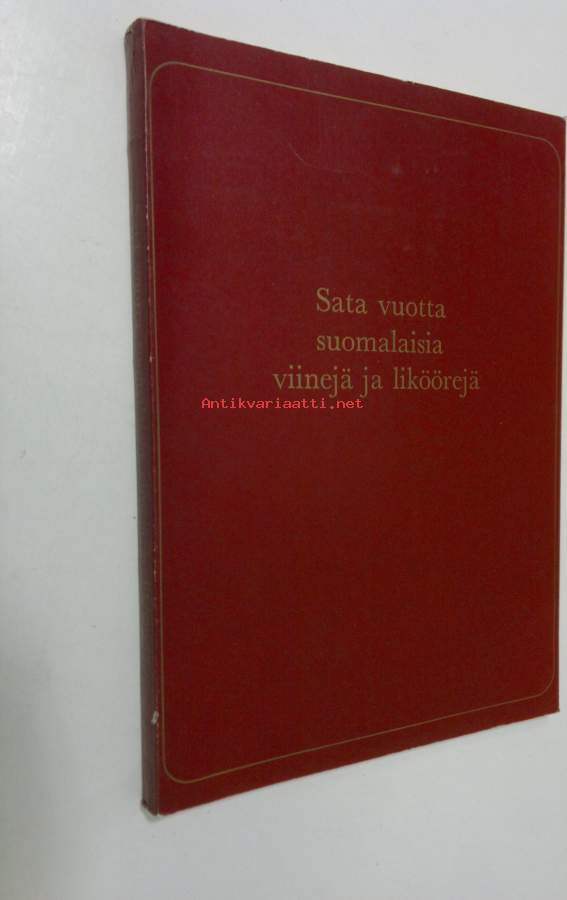 Sata vuotta
suomalaisia
viinejä ja liköörejä
Antikvariaatti.net